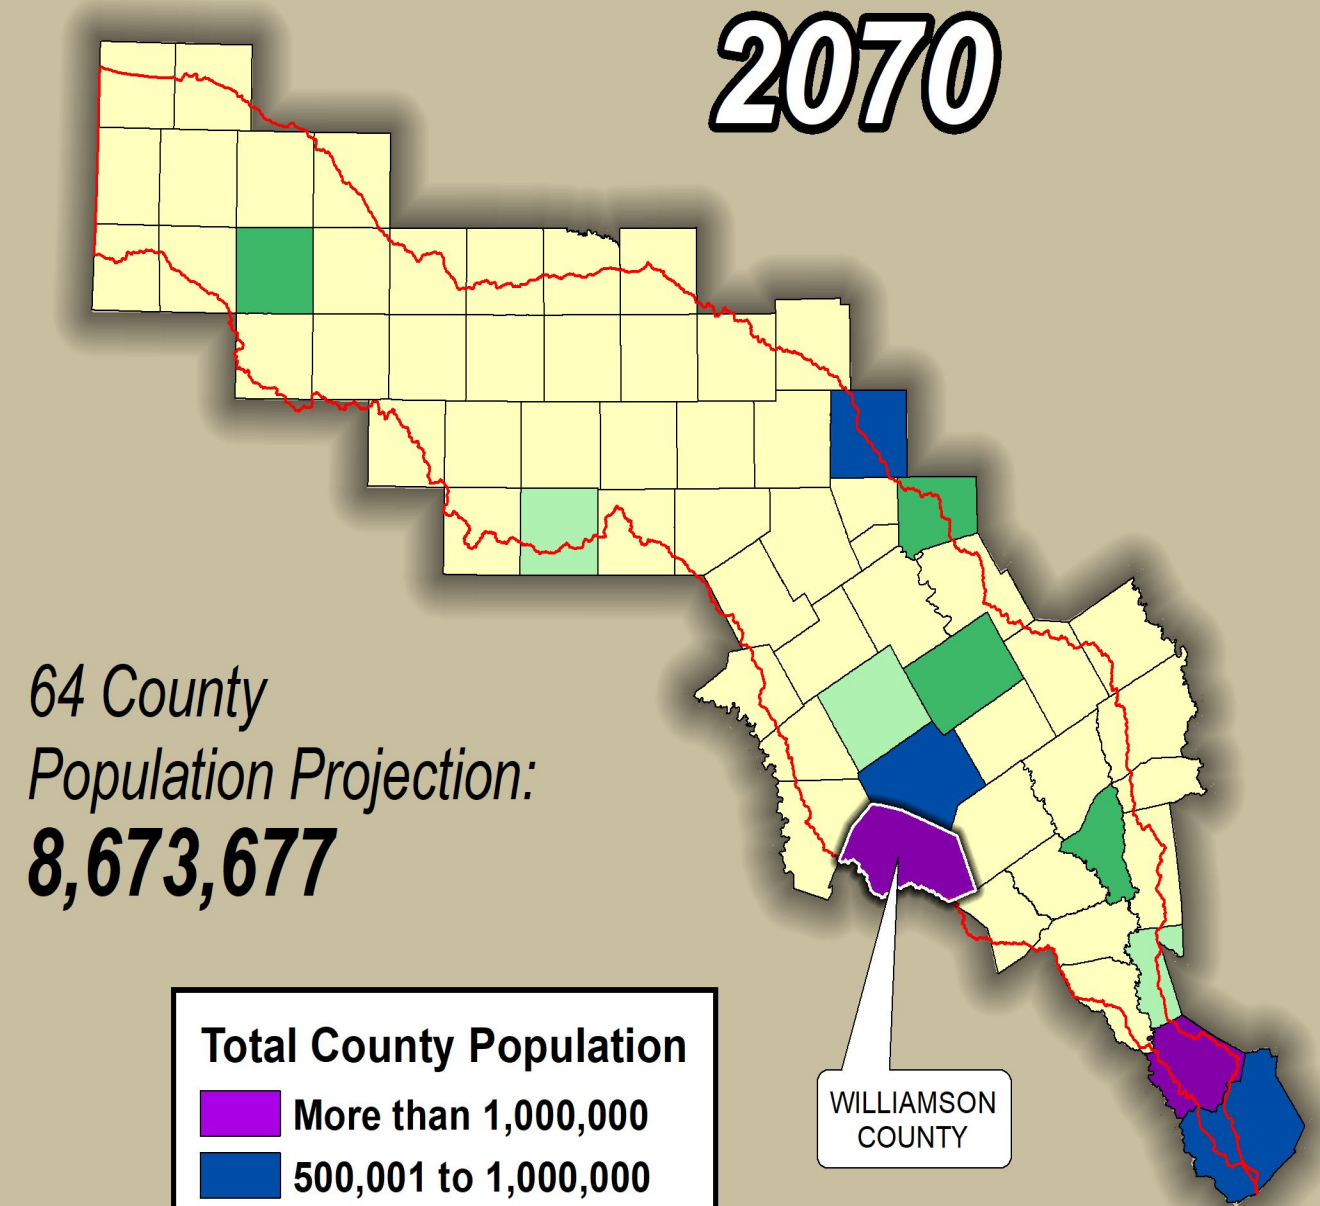 2070
64 County
Population Projection:
8,673,677
WILLIAMSON
COUNTY
Total County Population
More than 1,000,000
500,001 to 1,000,000